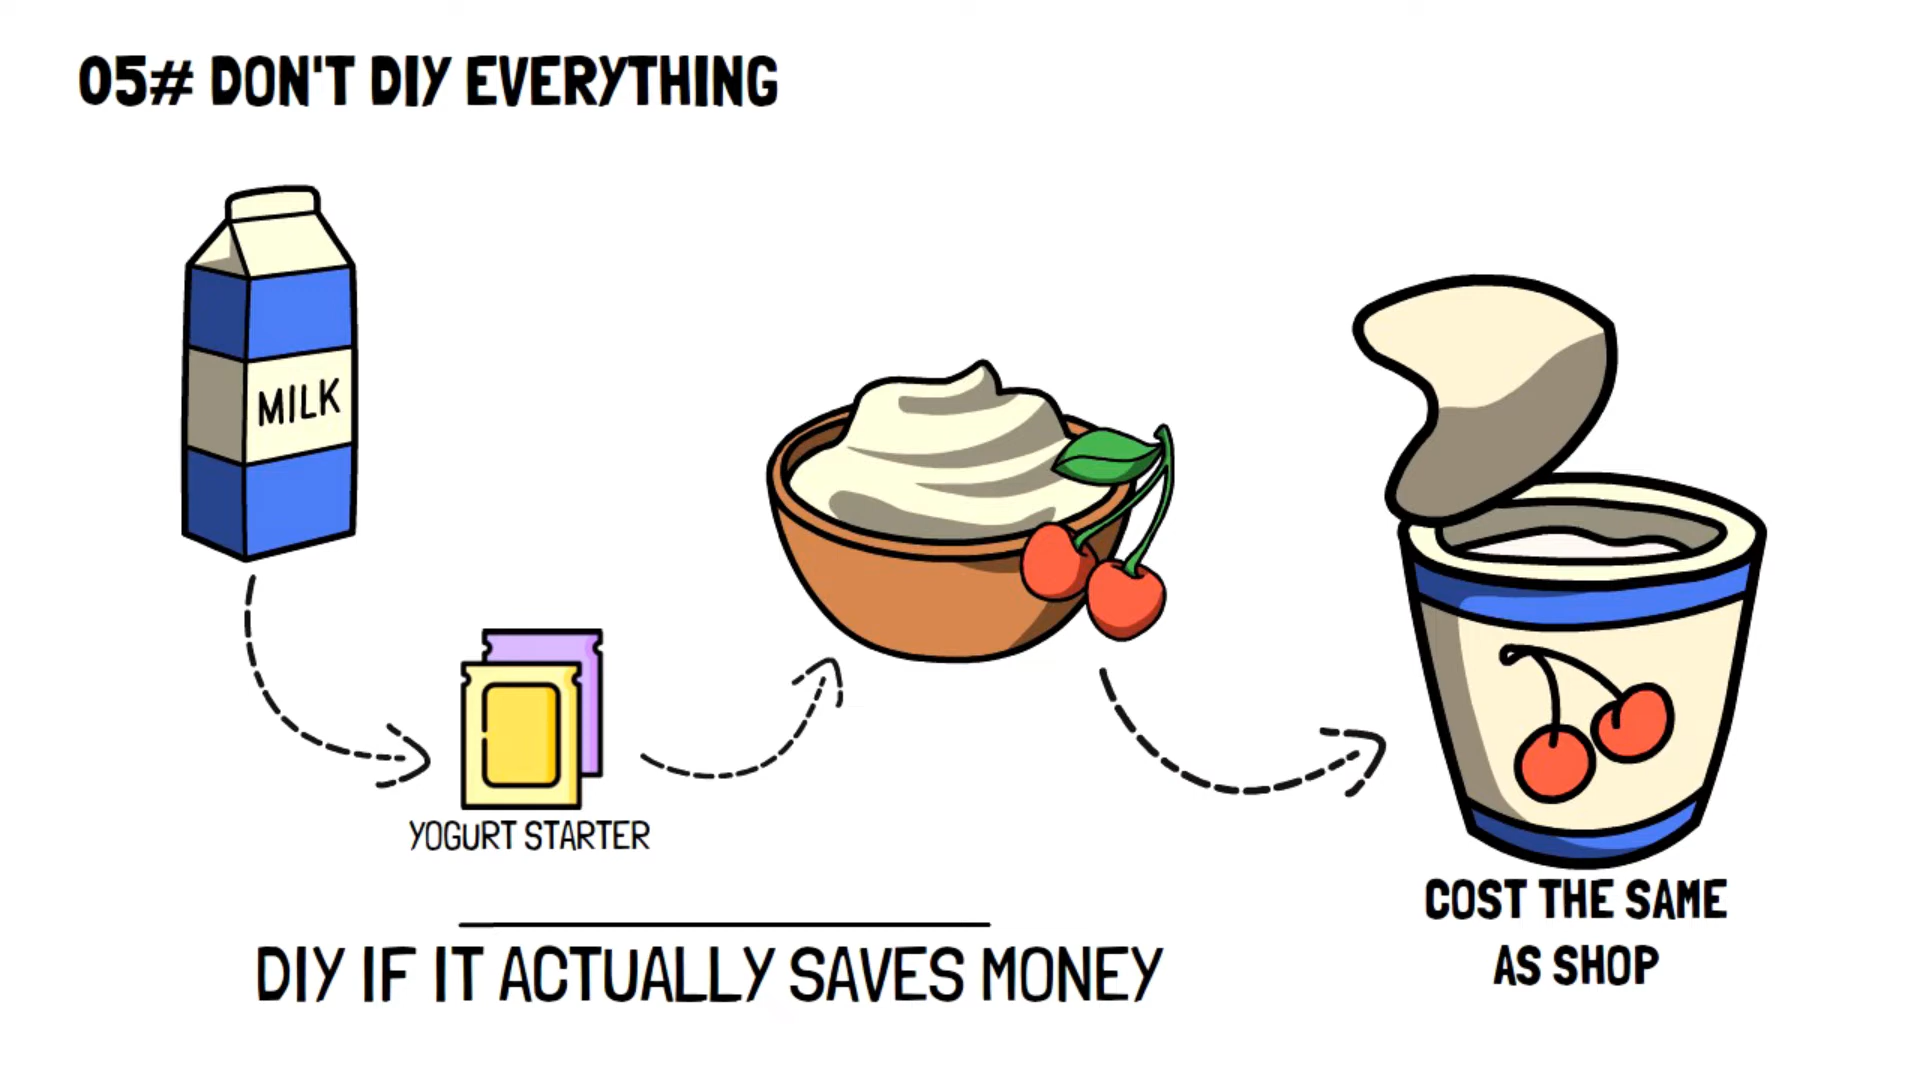 05# DON'T DIY EVERYTHING
MILK
YOGURT STARTER
COST THE SAME
AS SHOP
DIY IF IT ACTUALLY SAVES MONEY